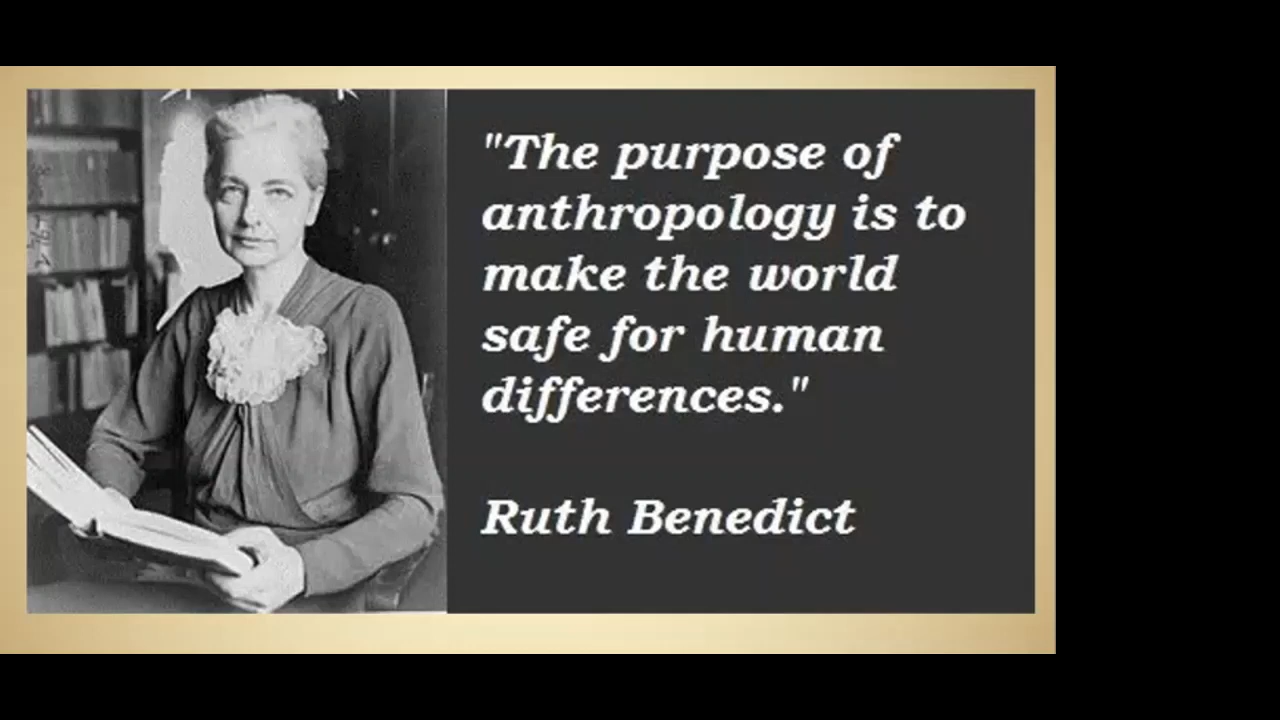 "The purpose of
anthropology is to
make the world
safe for human
differences."
Ruth Benedict